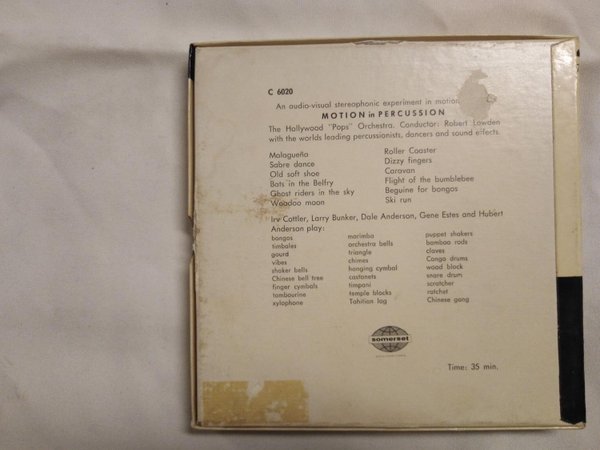 C 6020
An audio-visual stereophonic experiment in motion
MOTION in PERCUSSION
The Hollywood "Pops" Orchestra. Conductor: Robert Lowden
with the worlds leading percussionists, dancers and sound effects.
Malagueña
Sabre dance
Old soft shoe
Bats in the Belfry
Ghost riders in the sky
Woodoo moon
Roller Coaster
Dizzy fingers
Caravan
Flight of the bumblebee
Beguine for bongos
Ski run
Irv Cottler, Larry Bunker, Dale Anderson, Gene Estes and Hubert
Anderson play:
bongos
timbales
gourd
vibes
shaker bells
Chinese bell tree
finger cymbals
tambourine
xylophone
marimba
orchestra bells
triangle
chimes
hanging cymbal
castanets
timpani
temple blocks
Tahitian log
puppet shakers
bamboo rods
claves
Congo drums
wood block
snare drum
scratcher
ratchet
Chinese gong
somerset
Time: 35 min.